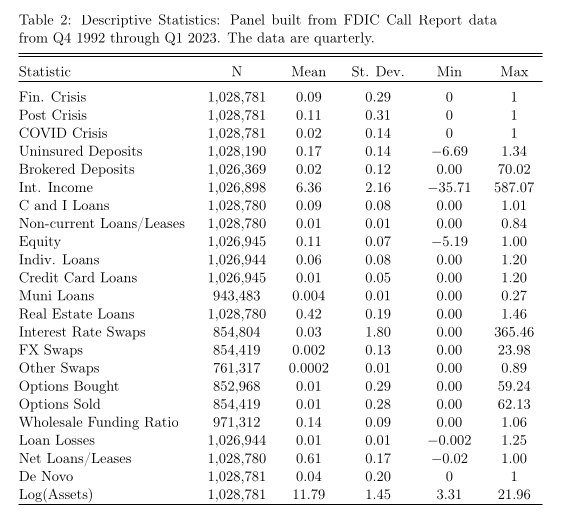 Table 2: Descriptive Statistics: Panel built from FDIC Call Report data
from Q4 1992 through Q1 2023. The data are quarterly.
Statistic N Mean St. Dev. Min Max
Fin. Crisis 1,028,781 0.09 0.29 0 1
Post Crisis 1,028,781 0.11 0.31 0 1
COVID Crisis 1,028,781 0.02 0.14 0 1
Uninsured Deposits 1,028,190 0.17 0.14 −6.69 1.34
Brokered Deposits 1,026,369 0.02 0.12 0.00 70.02
Int. Income 1,026,898 6.36 2.16 −35.71 587.07
C and I Loans 1,028,780 0.09 0.08 0.00 1.01
Non-current Loans/Leases 1,028,780 0.01 0.01 0.00 0.84
Equity 1,026,945 0.11 0.07 −5.19 1.00
Indiv. Loans 1,026,944 0.06 0.08 0.00 1.20
Credit Card Loans 1,026,945 0.01 0.05 0.00 1.20
Muni Loans 943,483 0.004 0.01 0.00 0.27
Real Estate Loans 1,028,780 0.42 0.19 0.00 1.46
Interest Rate Swaps 854,804 0.03 1.80 0.00 365.46
FX Swaps 854,419 0.002 0.13 0.00 23.98
Other Swaps 761,317 0.0002 0.01 0.00 0.89
Options Bought 852,968 0.01 0.29 0.00 59.24
Options Sold 854,419 0.01 0.28 0.00 62.13
Wholesale Funding Ratio 971,312 0.14 0.09 0.00 1.06
Loan Losses 1,026,944 0.01 0.01 −0.002 1.25
Net Loans/Leases 1,028,780 0.61 0.17 −0.02 1.00
De Novo 1,028,781 0.04 0.20 0 1
Log(Assets) 1,028,781 11.79 1.45 3.31 21.96